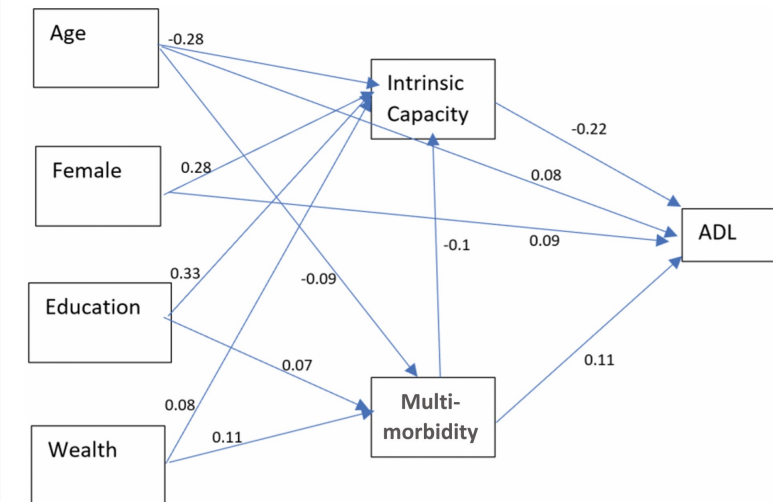 Age
-0.28
Intrinsic
Capacity
-0.22
Female
0.28
0.08
ADL
0.09
-0.1
Education
0.33
-0.09
0.07
0.11
Multi-
morbidity
0.08
Wealth
0.11